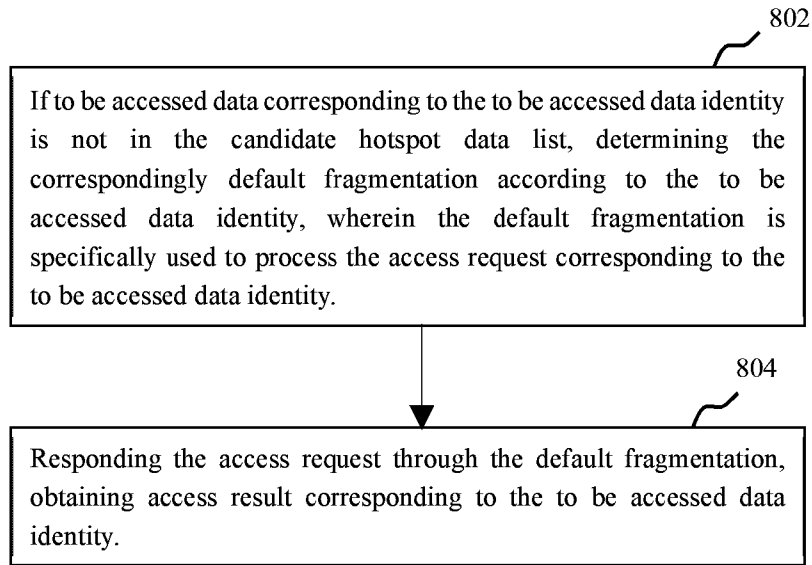 802
If to be accessed data corresponding to the to be accessed data identity
is not in the candidate hotspot data list, determining the
correspondingly default fragmentation according to the to be
accessed data identity, wherein the default fragmentation is
specifically used to process the access request corresponding to the
to be accessed data identity.
804
Responding the access request through the default fragmentation,
obtaining access result corresponding to the to be accessed data
identity.